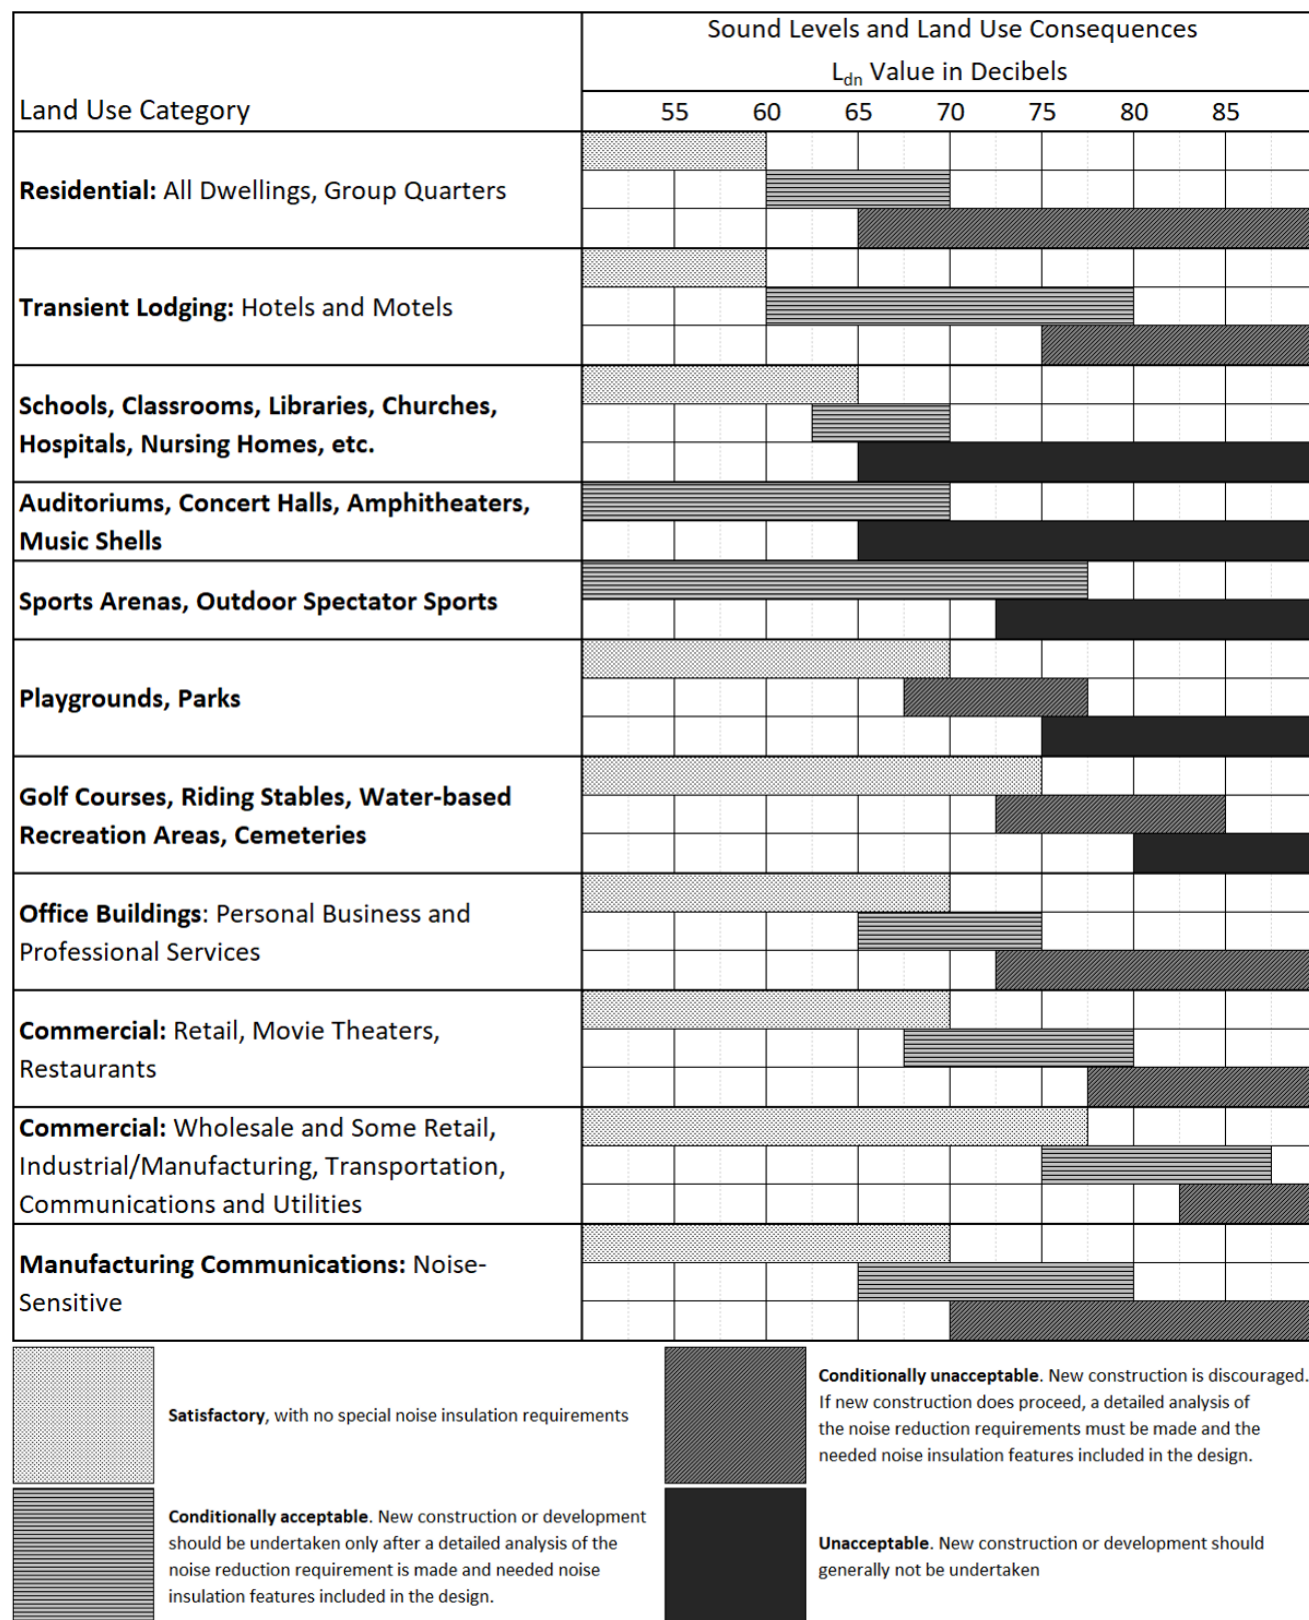 Sound Levels and Land Use Consequences
Ldn Value in Decibels
Land Use Category
55 60 65 70 75 80 85
Residential: All Dwellings, Group Quarters
Transient Lodging: Hotels and Motels
Schools, Classrooms, Libraries, Churches,
Hospitals, Nursing Homes, etc.
Auditoriums, Concert Halls, Amphitheaters,
Music Shells
Sports Arenas, Outdoor Spectator Sports
Playgrounds, Parks
Golf Courses, Riding Stables, Water-based
Recreation Areas, Cemeteries
Office Buildings: Personal Business and
Professional Services
Commercial: Retail, Movie Theaters,
Restaurants
Commercial: Wholesale and Some Retail,
Industrial/Manufacturing, Transportation,
Communications and Utilities
Manufacturing Communications: Noise-
Sensitive
Satisfactory, with no special noise insulation requirements
Conditionally acceptable. New construction or development
should be undertaken only after a detailed analysis of the
noise reduction requirement is made and needed noise
insulation features included in the design.
Conditionally unacceptable. New construction is discouraged.
If new construction does proceed, a detailed analysis of
the noise reduction requirements must be made and the
needed noise insulation features included in the design.
Unacceptable. New construction or development should
generally not be undertaken